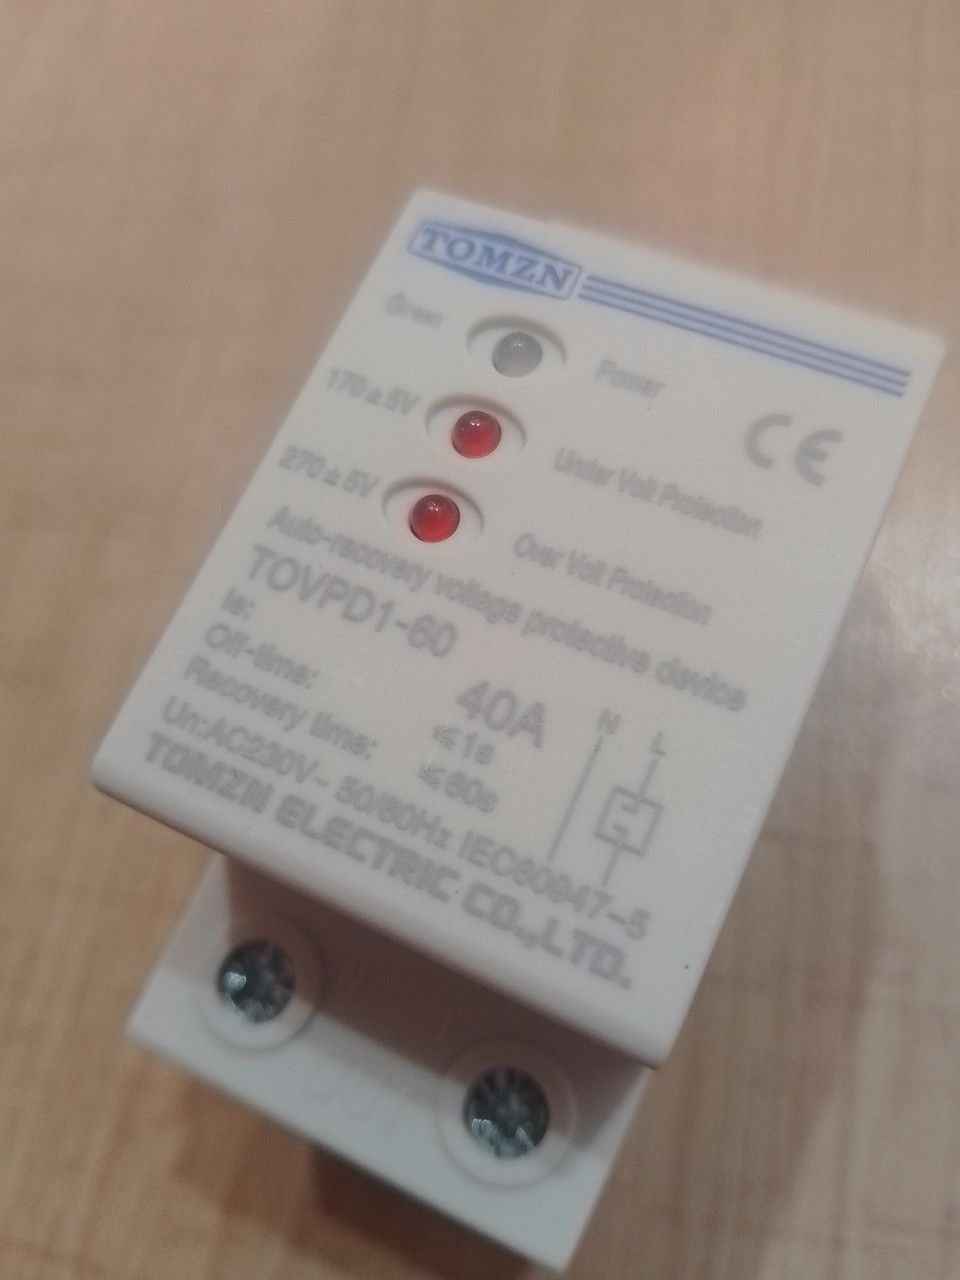 TOMZN
Green Power
170±5V Under Volt Protection
270±5V Over Volt Protection
CE
Auto-recovery voltage protective device
TOVPD1-60
Ie: 40A
Off-time: ≤1s
Recovery time: ≤60s
N L
Un:AC230V~ 50/60Hz IEC60947-5
TOMZN ELECTRIC CO.,LTD.
OUT